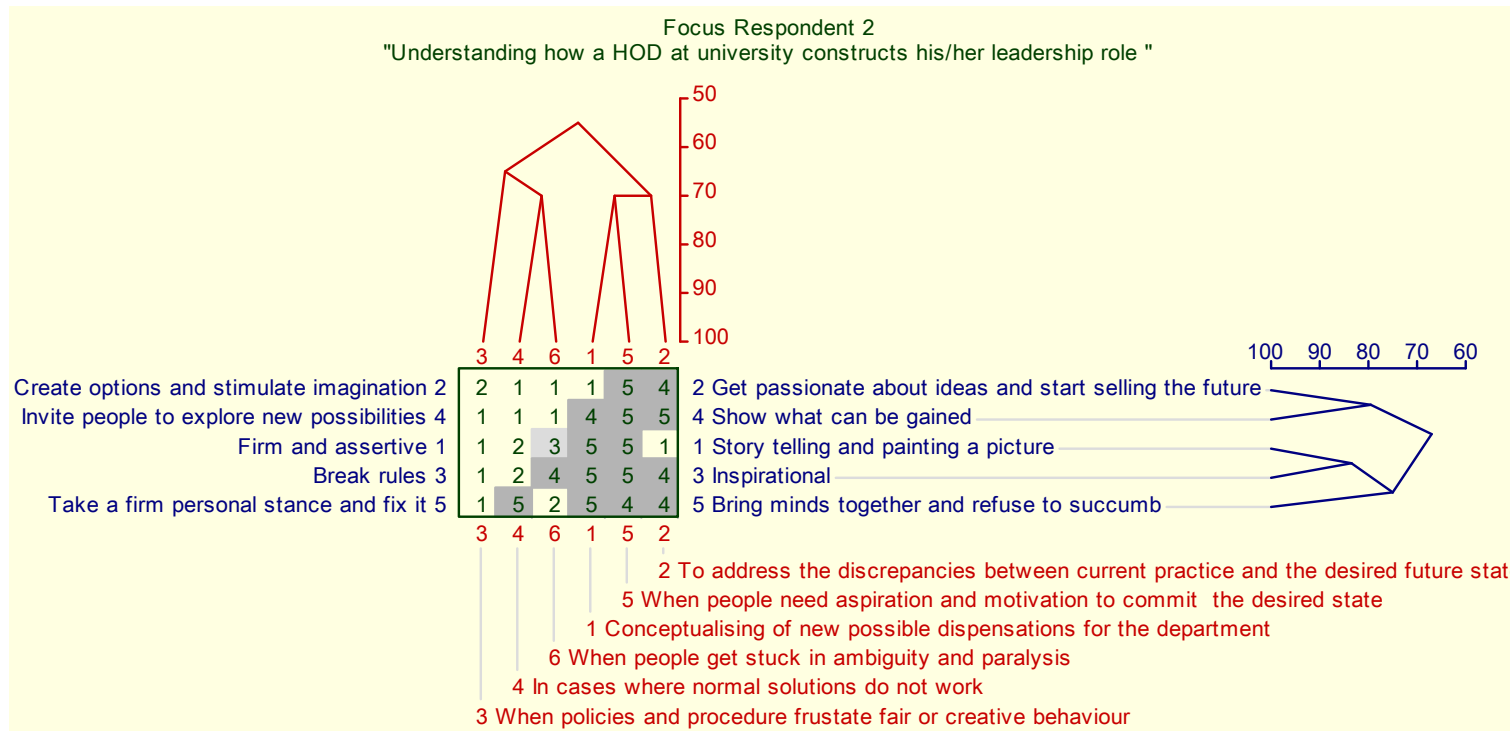 Focus Respondent 2
"Understanding how a HOD at university constructs his/her leadership role "
50
60
70
80
90
100
3 4 6 1 5 2
100 90 80 70 60
Create options and stimulate imagination 2 2 1 1 1 5 4 2 Get passionate about ideas and start selling the future
Invite people to explore new possibilities 4 1 1 1 4 5 5 4 Show what can be gained
Firm and assertive 1 1 2 3 5 5 1 1 Story telling and painting a picture
Break rules 3 1 2 4 5 5 4 3 Inspirational
Take a firm personal stance and fix it 5 1 5 2 5 4 4 5 Bring minds together and refuse to succumb
3 4 6 1 5 2
2 To address the discrepancies between current practice and the desired future stat
5 When people need aspiration and motivation to commit  the desired state
1 Conceptualising of new possible dispensations for the department
6 When people get stuck in ambiguity and paralysis
4 In cases where normal solutions do not work
3 When policies and procedure frustate fair or creative behaviour